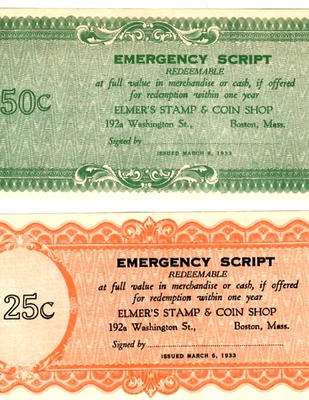 EMERGENCY SCRIPT
REDEEMABLE
at full value in merchandise or cash, if offered
for redemption within one year
50c
ELMER'S STAMP & COIN SHOP
192a Washington St., Boston, Mass.
Signed by
ISSUED MARCH 6, 1933
EMERGENCY SCRIPT
REDEEMABLE
at full value in merchandise or cash, if offered
for redemption within one year
25c
ELMER'S STAMP & COIN SHOP
192a Washington St., Boston, Mass.
Signed by
ISSUED MARCH 6, 1933